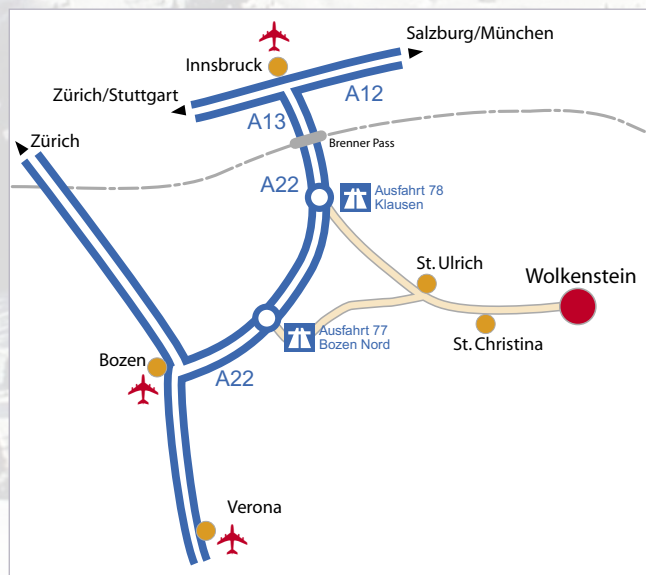 Salzburg/München
Innsbruck
Zürich/Stuttgart
A12
A13
Zürich
Brenner Pass
A22
Ausfahrt 78
Klausen
St. Ulrich
Wolkenstein
Ausfahrt 77
Bozen Nord
St. Christina
Bozen
A22
Verona